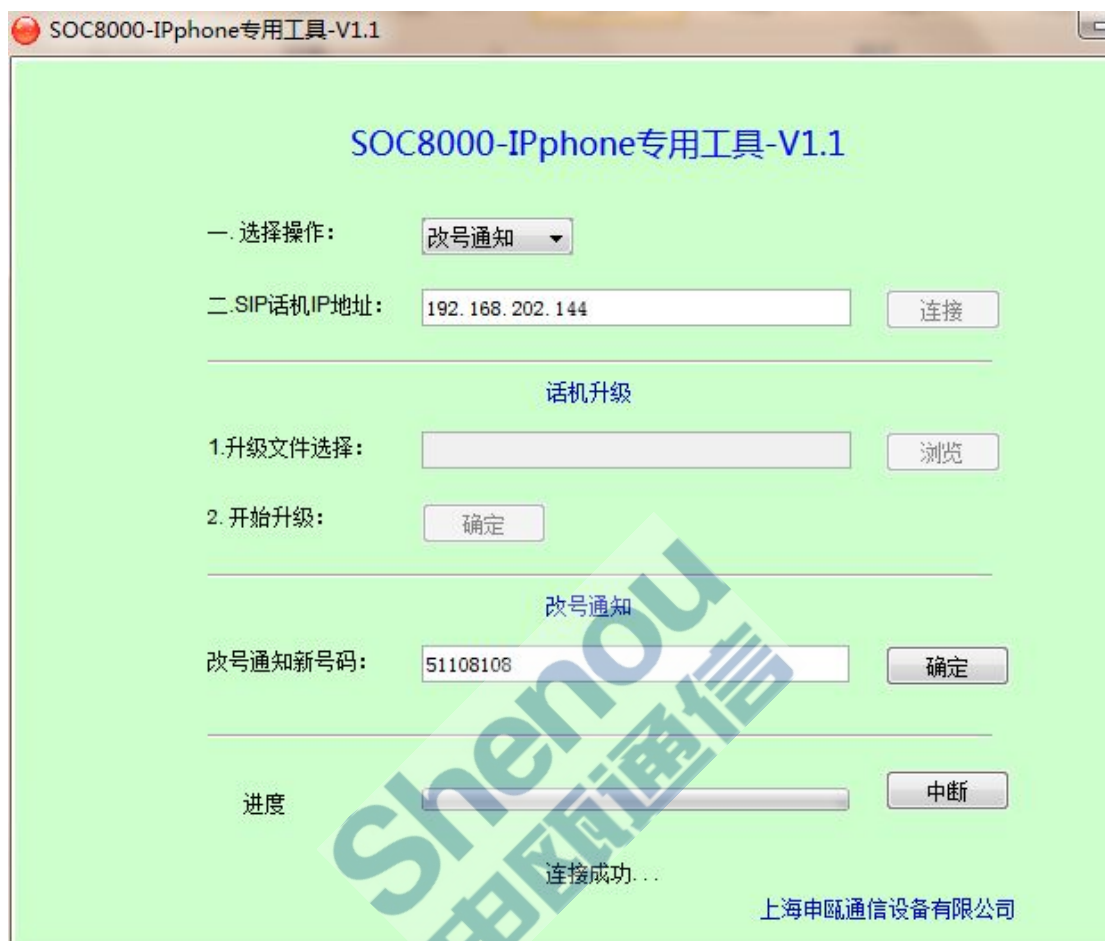 SOC8000-IPphone专用工具-V1.1
SOC8000-IPphone专用工具-V1.1
一. 选择操作： 改号通知
二.SIP话机IP地址： 192.168.202.144 连接
话机升级
1.升级文件选择： 浏览
2. 开始升级： 确定
改号通知
改号通知新号码： 51108108 确定
进度 中断
连接成功...
上海申瓯通信设备有限公司
Shenou
申瓯通信